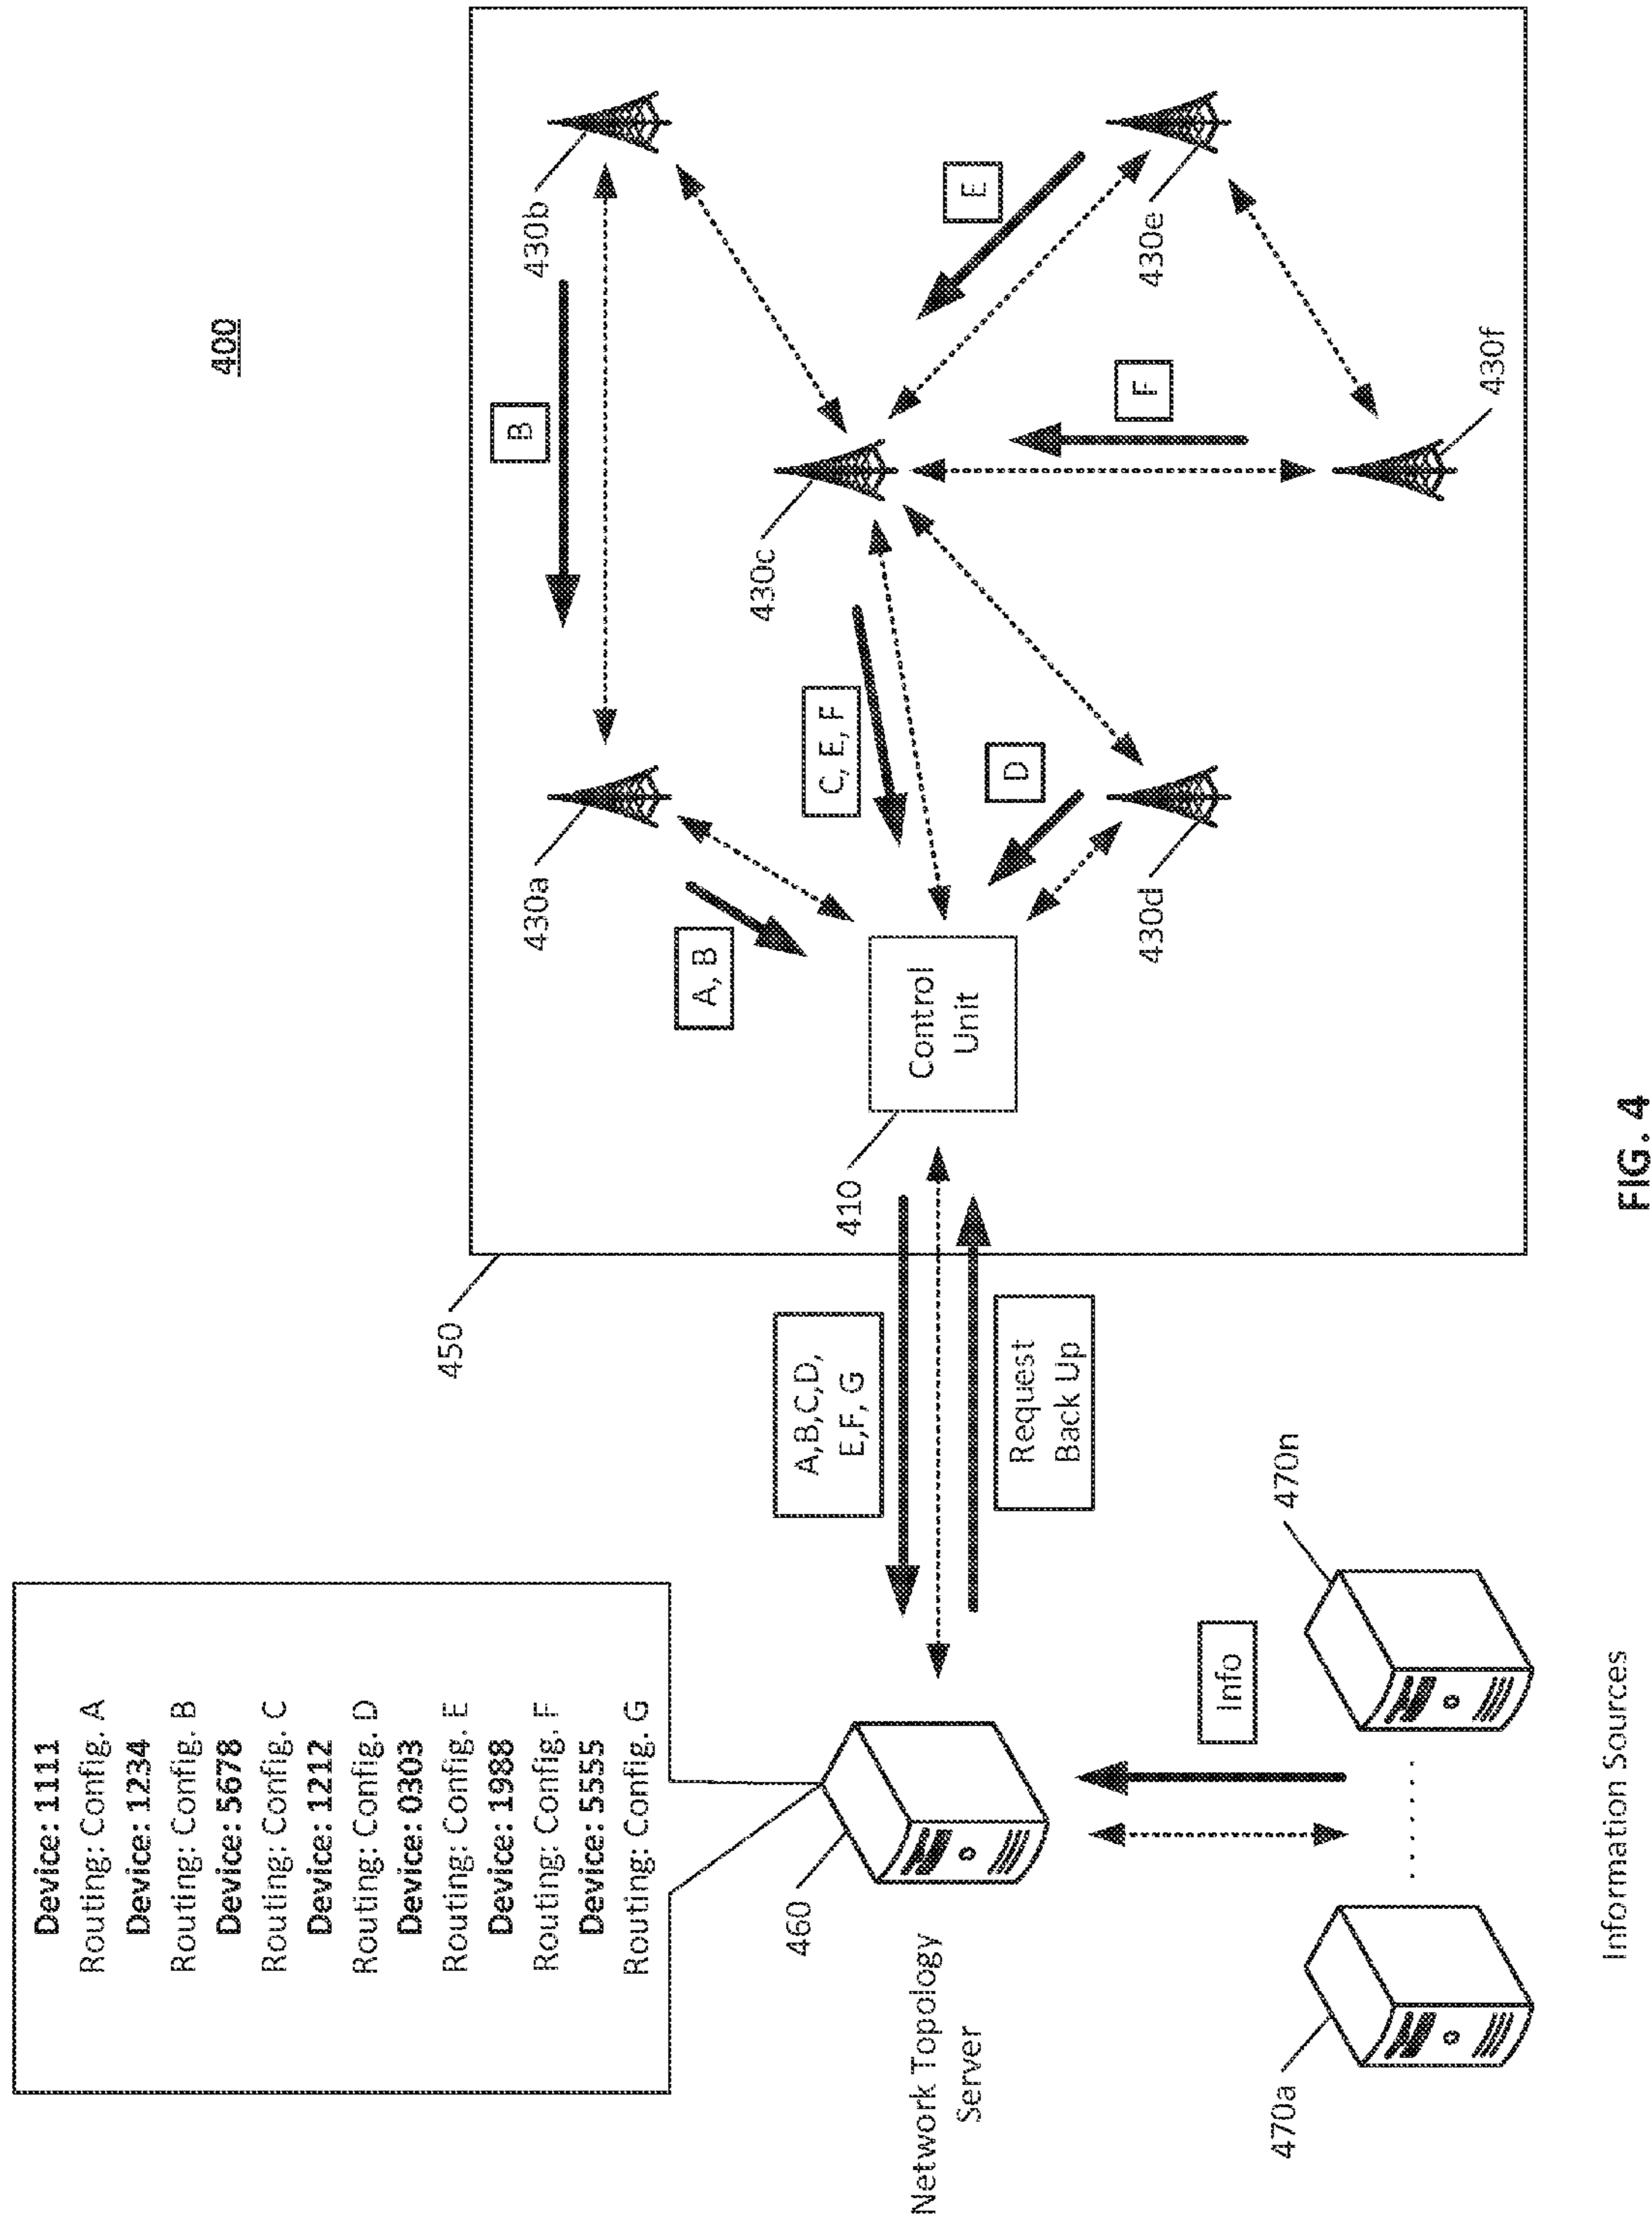 400
Device: 1111
Routing: Config. A
Device: 1234
Routing: Config. B
Device: 5678
Routing: Config. C
Device: 1212
Routing: Config. D
Device: 0303
Routing: Config. E
Device: 1988
Routing: Config. F
Device: 5555
Routing: Config. G
460
Network Topology
Server
A,B,C,D,
E,F, G
Request
Back Up
Info
470a
470n
Information Sources
450
410
Control
Unit
A, B
430a
B
430b
C, E, F
430c
D
430d
E
430e
F
430f
FIG. 4